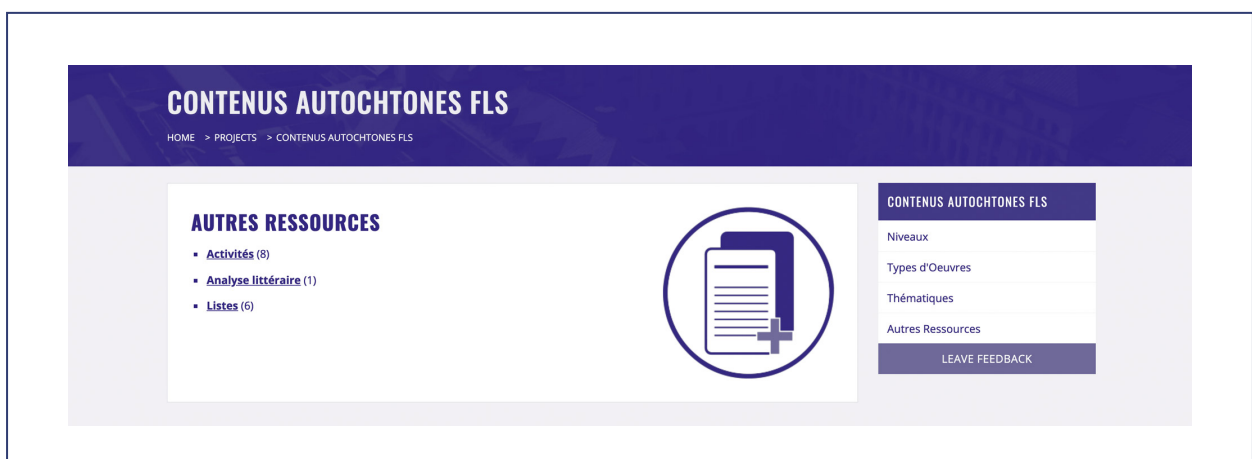 CONTENUS AUTOCHTONES FLS
HOME > PROJECTS > CONTENUS AUTOCHTONES FLS
AUTRES RESSOURCES
▪ Activités (8)
▪ Analyse littéraire (1)
▪ Listes (6)
CONTENUS AUTOCHTONES FLS
Niveaux
Types d'Oeuvres
Thématiques
Autres Ressources
LEAVE FEEDBACK